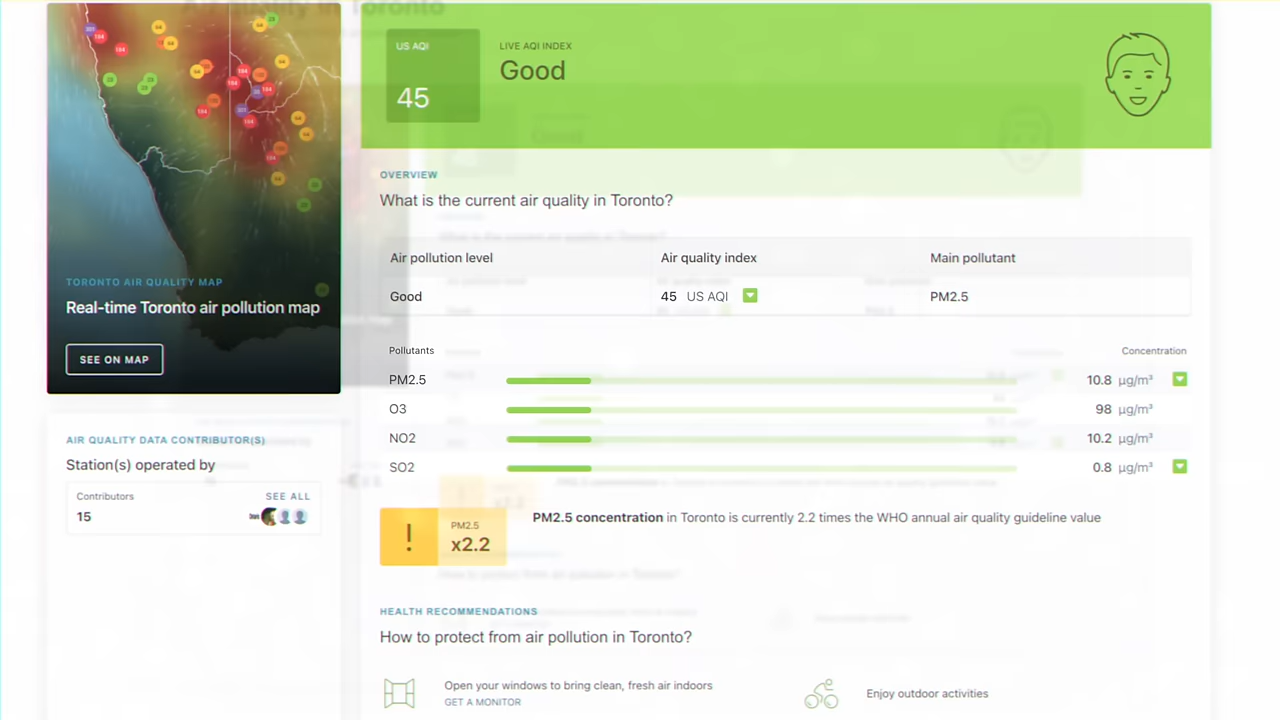 Air quality in Toronto
US AQI
45
LIVE AQI INDEX
Good
OVERVIEW
What is the current air quality in Toronto?
Air pollution level
Air quality index
Main pollutant
Good
45 US AQI
PM2.5
Pollutants
Concentration
PM2.5
10.8 µg/m³
O3
98 µg/m³
NO2
10.2 µg/m³
SO2
0.8 µg/m³
!
PM2.5
x2.2
PM2.5 concentration in Toronto is currently 2.2 times the WHO annual air quality guideline value
HEALTH RECOMMENDATIONS
How to protect from air pollution in Toronto?
Open your windows to bring clean, fresh air indoors
GET A MONITOR
Enjoy outdoor activities
TORONTO AIR QUALITY MAP
Real-time Toronto air pollution map
SEE ON MAP
AIR QUALITY DATA CONTRIBUTOR(S)
Station(s) operated by
Contributors
SEE ALL
15